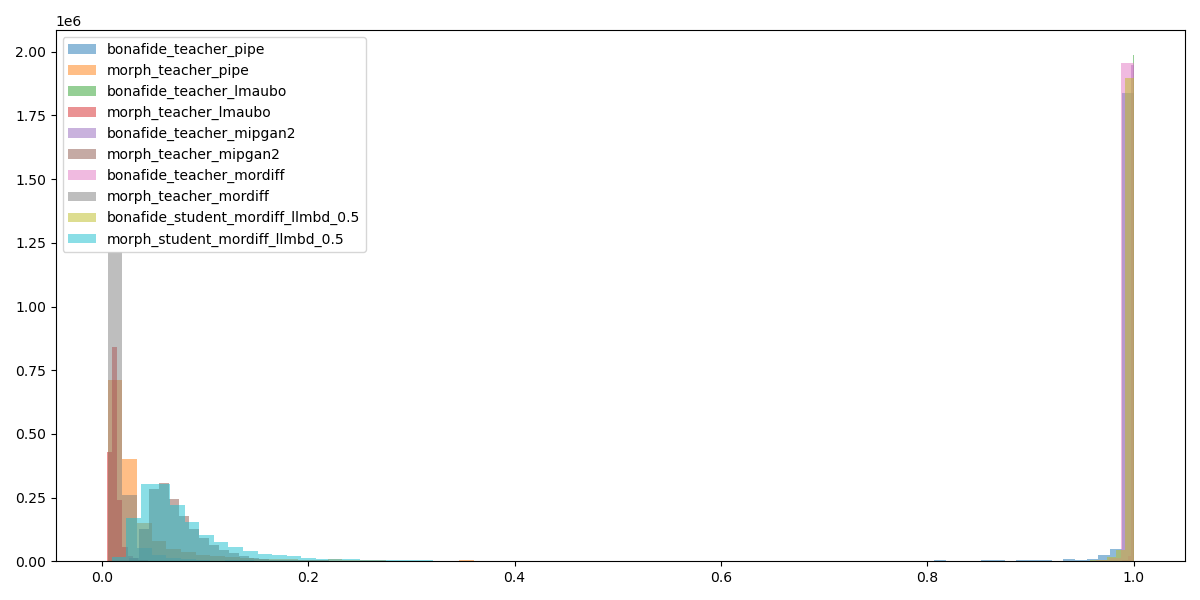 1e6
2.00
1.75
1.50
1.25
1.00
0.75
0.50
0.25
0.00
bonafide_teacher_pipe
morph_teacher_pipe
bonafide_teacher_lmaubo
morph_teacher_lmaubo
bonafide_teacher_mipgan2
morph_teacher_mipgan2
bonafide_teacher_mordiff
morph_teacher_mordiff
bonafide_student_mordiff_llmbd_0.5
morph_student_mordiff_llmbd_0.5
0.0 0.2 0.4 0.6 0.8 1.0